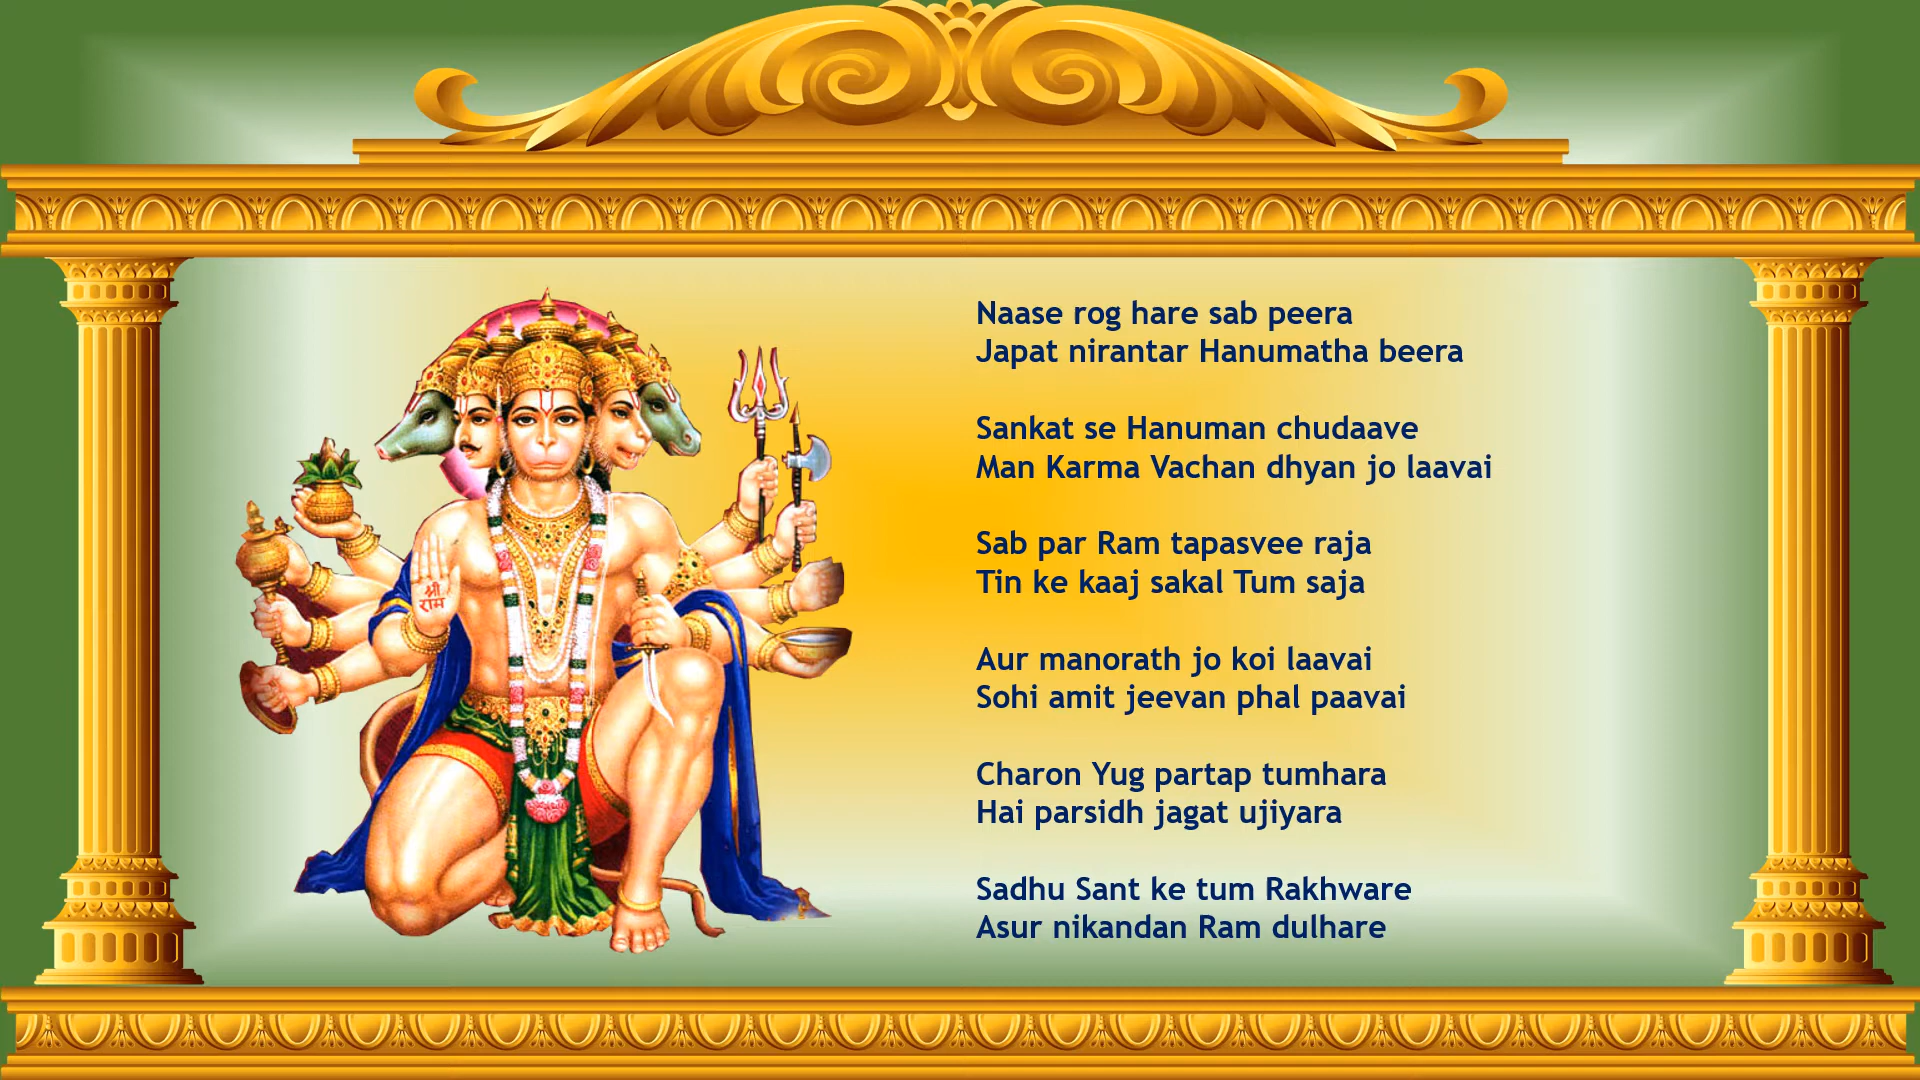 श्री
राम
Naase rog hare sab peera
Japat nirantar Hanumatha beera
Sankat se Hanuman chudaave
Man Karma Vachan dhyan jo laavai
Sab par Ram tapasvee raja
Tin ke kaaj sakal Tum saja
Aur manorath jo koi laavai
Sohi amit jeevan phal paavai
Charon Yug partap tumhara
Hai parsidh jagat ujiyara
Sadhu Sant ke tum Rakhware
Asur nikandan Ram dulhare